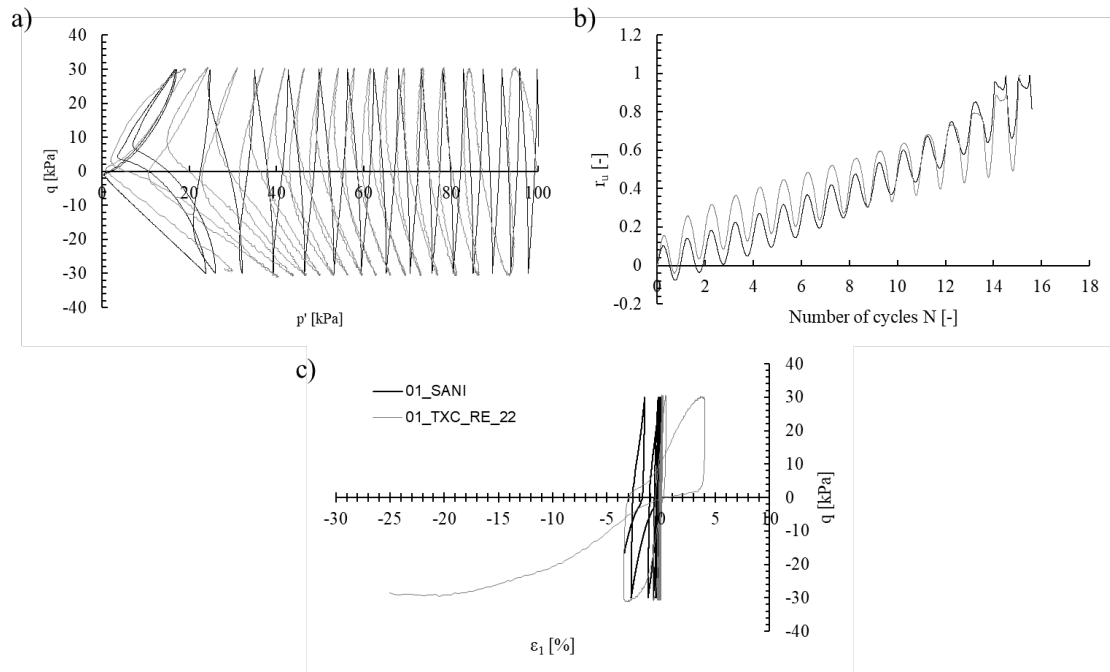 a)
q [kPa]
40
30
20
10
0
-10
-20
-30
-40
0 20 40 60 80 100
p' [kPa]
b)
r_u [-]
1.2
1
0.8
0.6
0.4
0.2
0
-0.2
0 2 4 6 8 10 12 14 16 18
Number of cycles N [-]
c)
01_SANI
01_TXC_RE_22
40
30
20
10
0
-10
-20
-30
-40
q [kPa]
-30 -25 -20 -15 -10 -5 0 5 10
ε₁ [%]